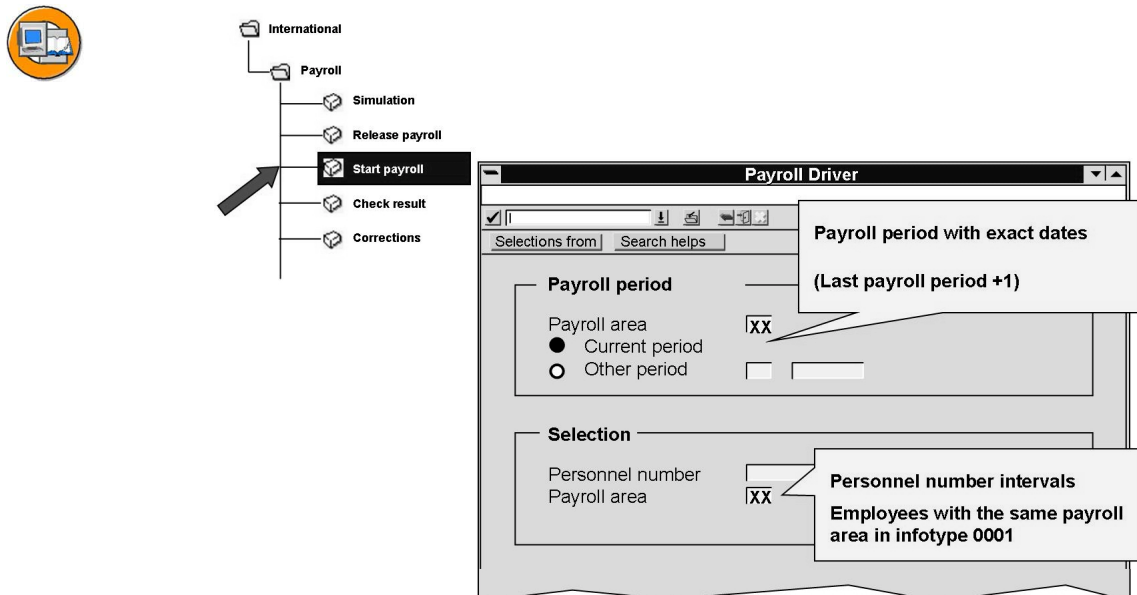 International
Payroll
Simulation
Release payroll
Start payroll
Check result
Corrections
Payroll Driver
Selections from
Search helps
Payroll period with exact dates
(Last payroll period +1)
Payroll period
Payroll area XX
Current period
Other period
Selection
Personnel number
Payroll area XX
Personnel number intervals
Employees with the same payroll
area in infotype 0001